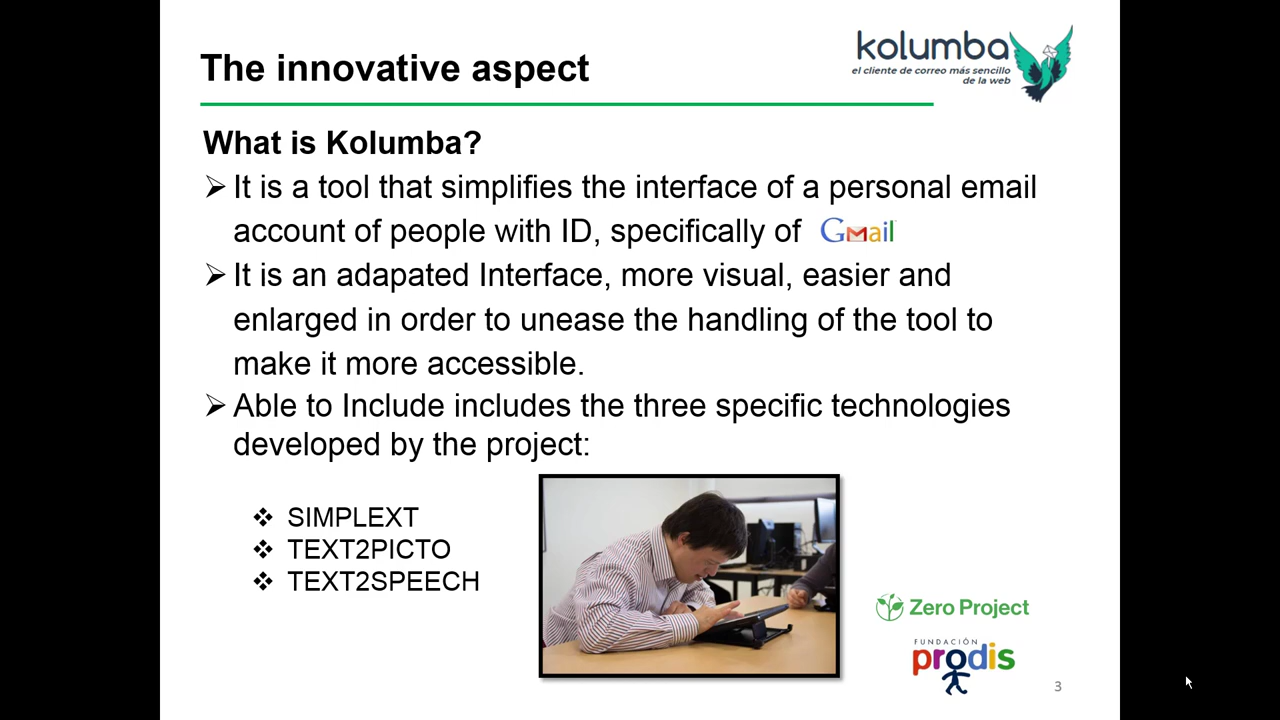 The innovative aspect
kolumba
el cliente de correo más sencillo
de la web
What is Kolumba?
It is a tool that simplifies the interface of a personal email
account of people with ID, specifically of Gmail
It is an adapated Interface, more visual, easier and
enlarged in order to unease the handling of the tool to
make it more accessible.
Able to Include includes the three specific technologies
developed by the project:
SIMPLEXT
TEXT2PICTO
TEXT2SPEECH
Zero Project
FUNDACIÓN
prodis
3